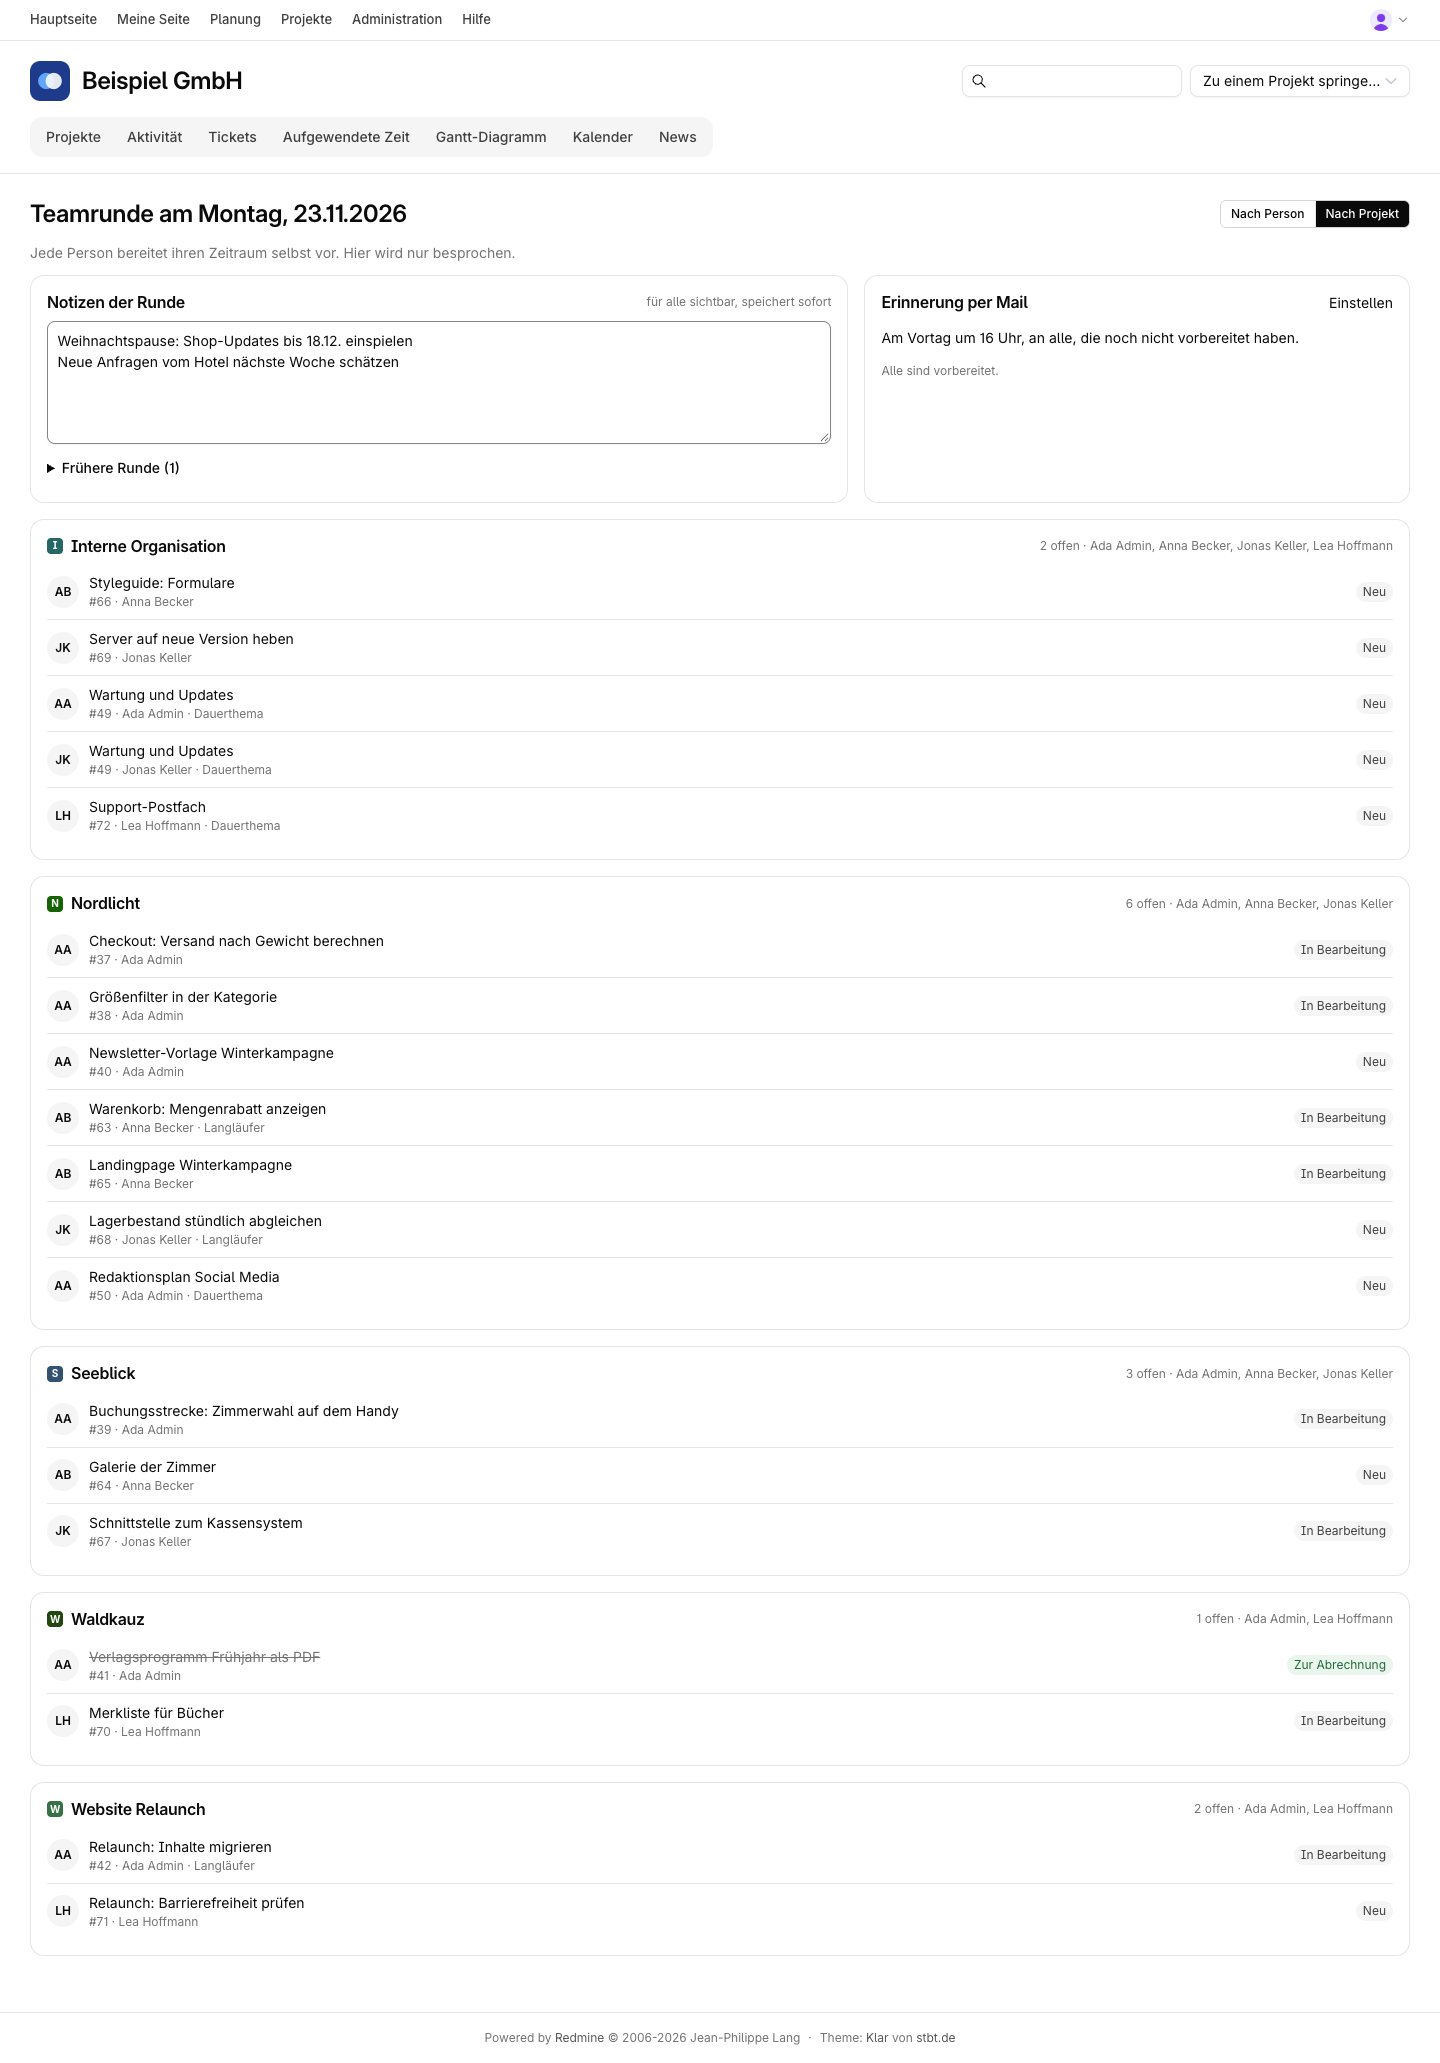 Hauptseite Meine Seite Planung Projekte Administration Hilfe
Beispiel GmbH
Zu einem Projekt springe...
Projekte Aktivität Tickets Aufgewendete Zeit Gantt-Diagramm Kalender News
Teamrunde am Montag, 23.11.2026
Nach Person Nach Projekt
Jede Person bereitet ihren Zeitraum selbst vor. Hier wird nur besprochen.
Notizen der Runde
für alle sichtbar, speichert sofort
Weihnachtspause: Shop-Updates bis 18.12. einspielen
Neue Anfragen vom Hotel nächste Woche schätzen
Frühere Runde (1)
Erinnerung per Mail
Einstellen
Am Vortag um 16 Uhr, an alle, die noch nicht vorbereitet haben.
Alle sind vorbereitet.
I Interne Organisation
2 offen · Ada Admin, Anna Becker, Jonas Keller, Lea Hoffmann
AB Styleguide: Formulare
#66 · Anna Becker
Neu
JK Server auf neue Version heben
#69 · Jonas Keller
Neu
AA Wartung und Updates
#49 · Ada Admin · Dauerthema
Neu
JK Wartung und Updates
#49 · Jonas Keller · Dauerthema
Neu
LH Support-Postfach
#72 · Lea Hoffmann · Dauerthema
Neu
N Nordlicht
6 offen · Ada Admin, Anna Becker, Jonas Keller
AA Checkout: Versand nach Gewicht berechnen
#37 · Ada Admin
In Bearbeitung
AA Größenfilter in der Kategorie
#38 · Ada Admin
In Bearbeitung
AA Newsletter-Vorlage Winterkampagne
#40 · Ada Admin
Neu
AB Warenkorb: Mengenrabatt anzeigen
#63 · Anna Becker · Langläufer
In Bearbeitung
AB Landingpage Winterkampagne
#65 · Anna Becker
In Bearbeitung
JK Lagerbestand stündlich abgleichen
#68 · Jonas Keller · Langläufer
Neu
AA Redaktionsplan Social Media
#50 · Ada Admin · Dauerthema
Neu
S Seeblick
3 offen · Ada Admin, Anna Becker, Jonas Keller
AA Buchungsstrecke: Zimmerwahl auf dem Handy
#39 · Ada Admin
In Bearbeitung
AB Galerie der Zimmer
#64 · Anna Becker
Neu
JK Schnittstelle zum Kassensystem
#67 · Jonas Keller
In Bearbeitung
W Waldkauz
1 offen · Ada Admin, Lea Hoffmann
AA Verlagsprogramm Frühjahr als PDF
#41 · Ada Admin
Zur Abrechnung
LH Merkliste für Bücher
#70 · Lea Hoffmann
In Bearbeitung
W Website Relaunch
2 offen · Ada Admin, Lea Hoffmann
AA Relaunch: Inhalte migrieren
#42 · Ada Admin · Langläufer
In Bearbeitung
LH Relaunch: Barrierefreiheit prüfen
#71 · Lea Hoffmann
Neu
Powered by Redmine © 2006-2026 Jean-Philippe Lang · Theme: Klar von stbt.de